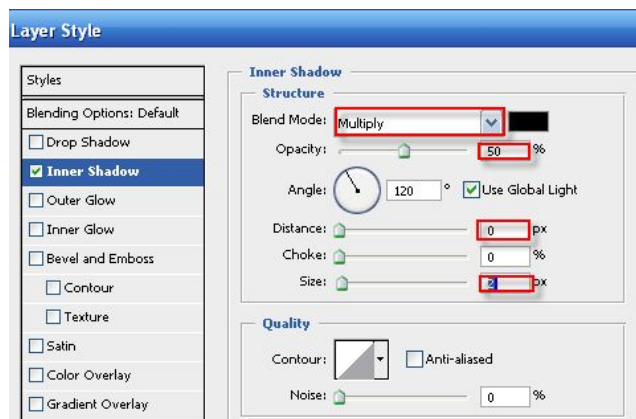 Layer Style
Styles
Blending Options: Default
Drop Shadow
Inner Shadow
Outer Glow
Inner Glow
Bevel and Emboss
Contour
Texture
Satin
Color Overlay
Gradient Overlay
Inner Shadow
Structure
Blend Mode: Multiply
Opacity: 50 %
Angle: 120 ° Use Global Light
Distance: 0 px
Choke: 0 %
Size: 2 px
Quality
Contour: Anti-aliased
Noise: 0 %